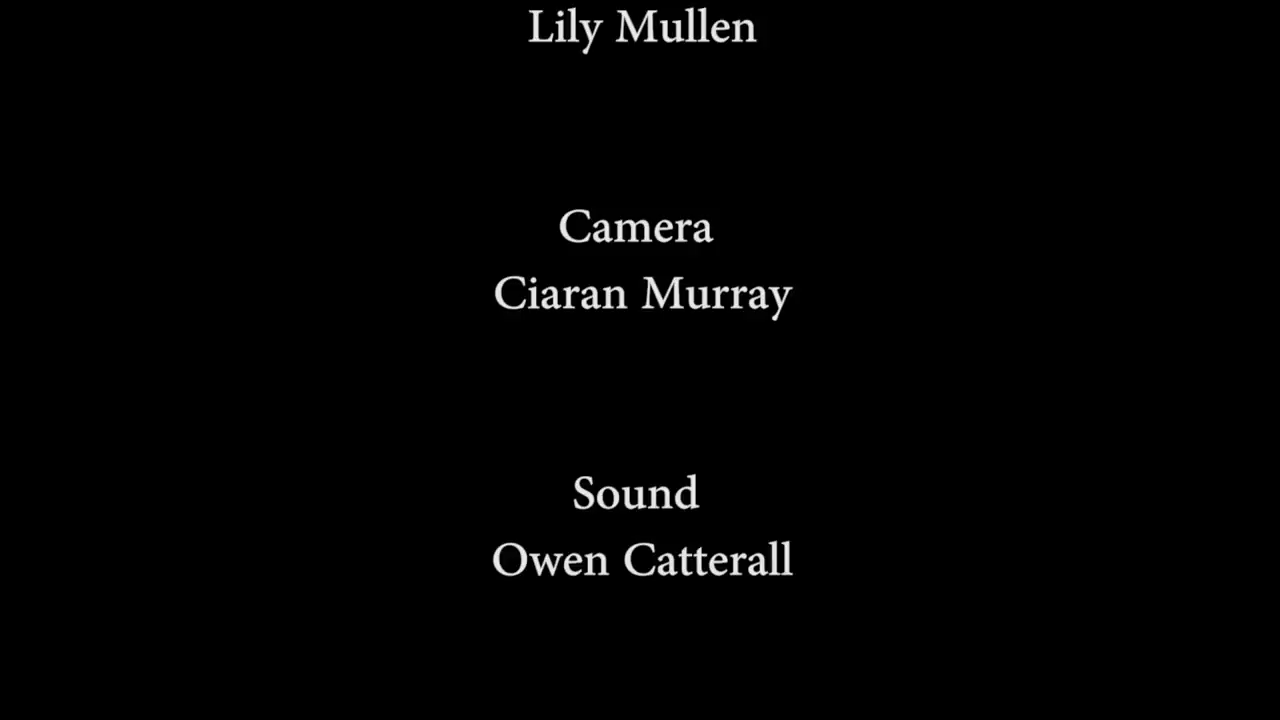 Lily Mullen
Camera
Ciaran Murray
Sound
Owen Catterall